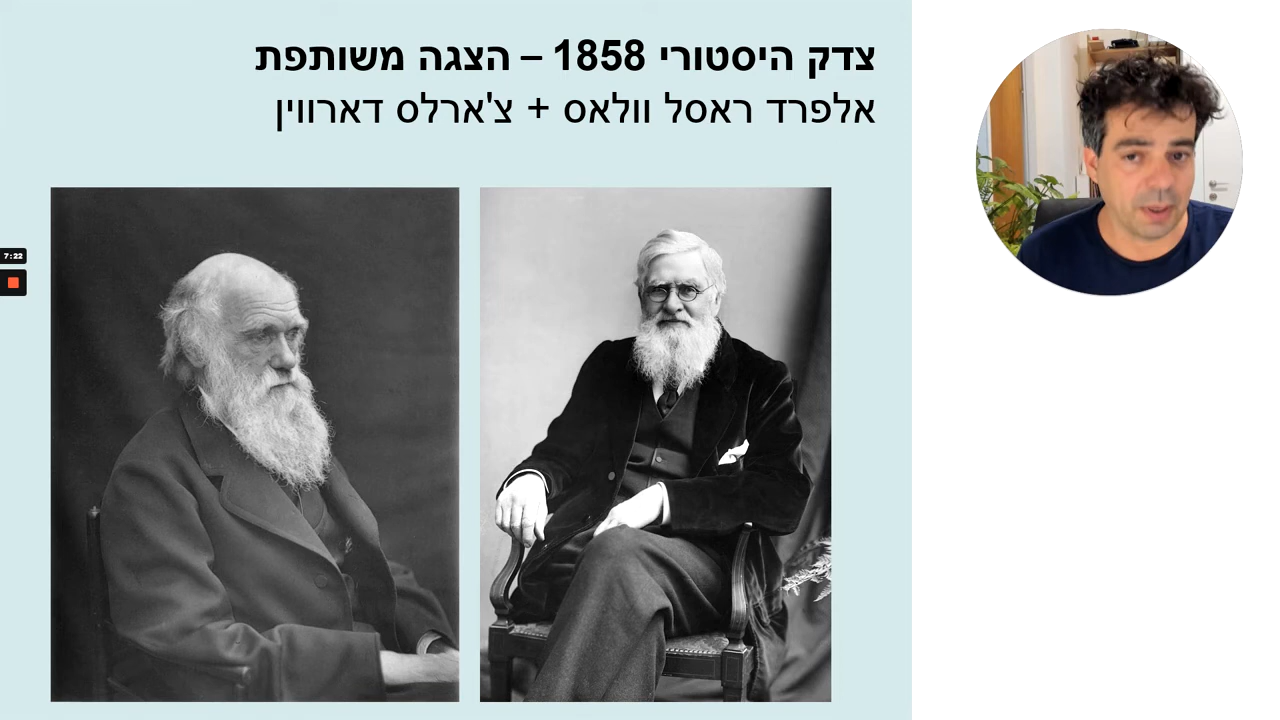 צדק היסטורי 1858 – הצגה משותפת
אלפרד ראסל וולאס + צ'ארלס דארווין
7:22